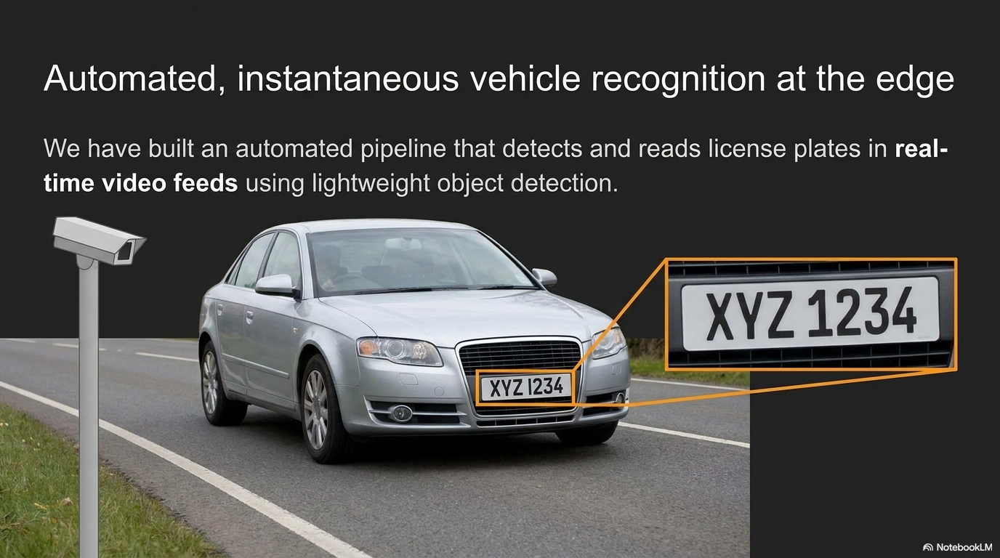 Automated, instantaneous vehicle recognition at the edge
We have built an automated pipeline that detects and reads license plates in real-
time video feeds using lightweight object detection.
XYZ 1234
XYZ 1234
NotebookLM